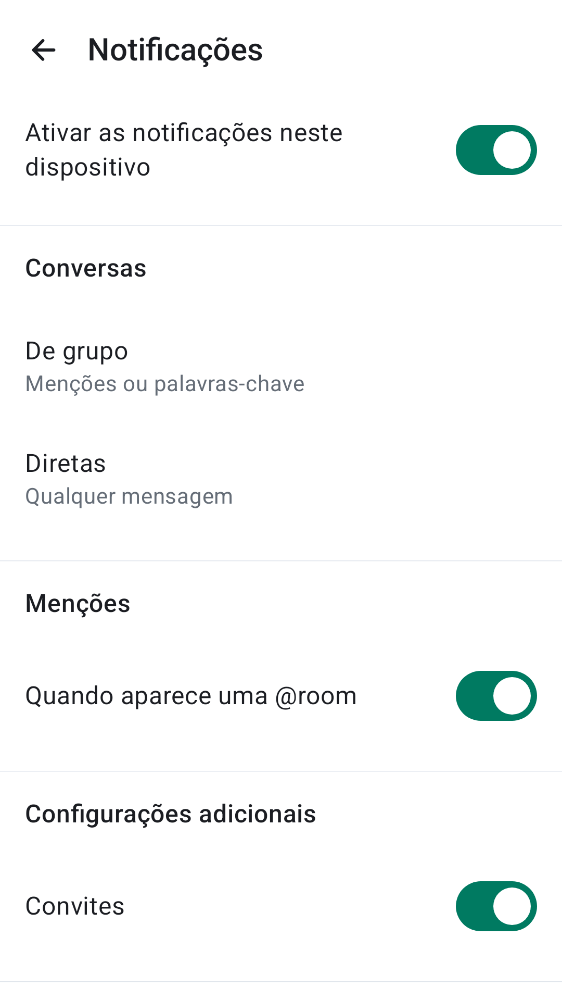 Notificações
Ativar as notificações neste
dispositivo
Conversas
De grupo
Menções ou palavras-chave
Diretas
Qualquer mensagem
Menções
Quando aparece uma @room
Configurações adicionais
Convites